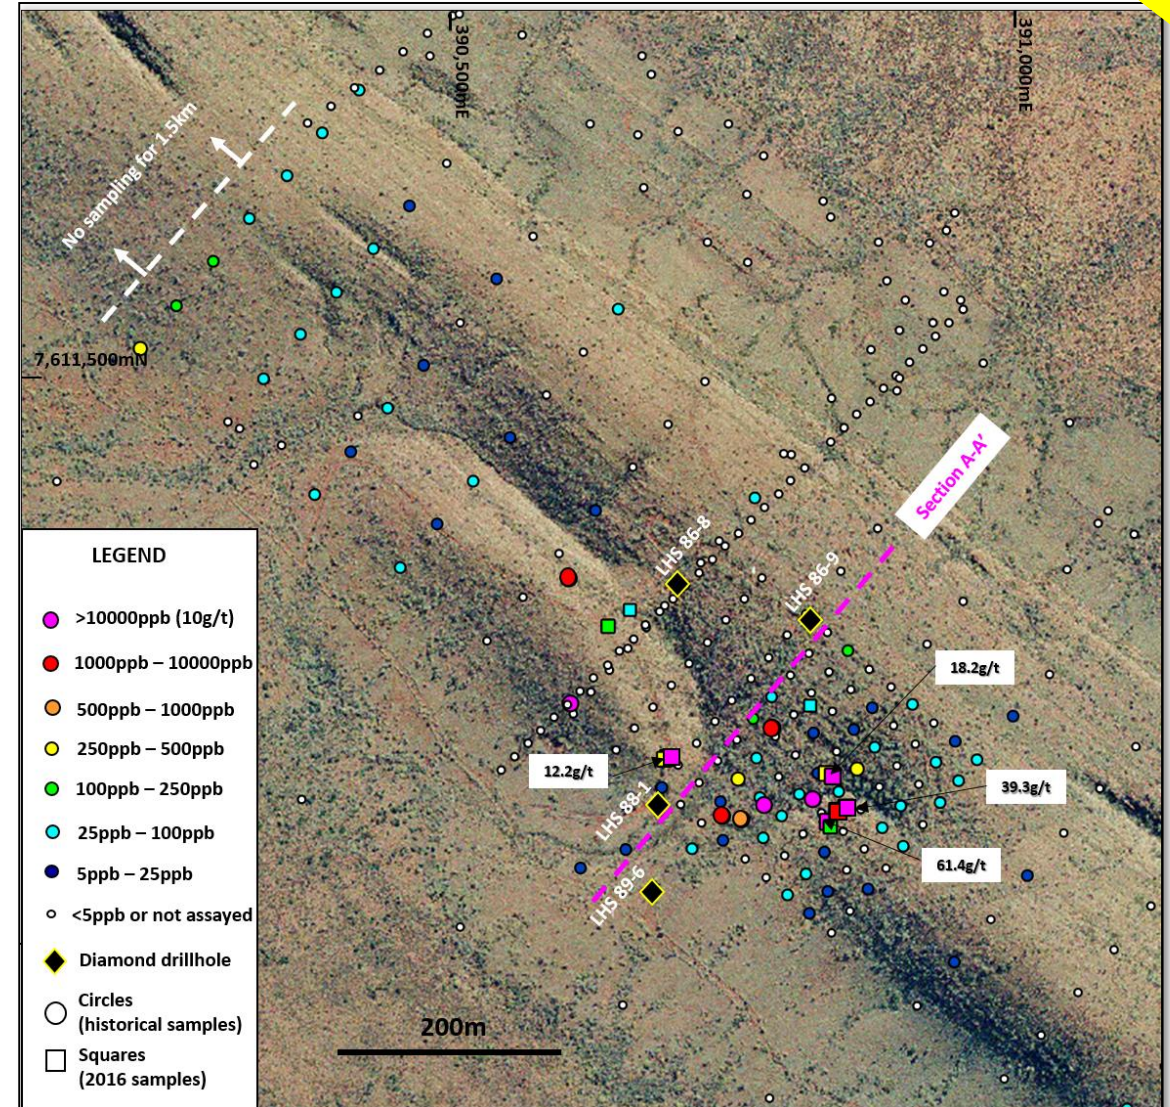 390,500mE
391,000mE
No sampling for 1.5km
7,611,500mN
Section A-A’
LHS 86-8
LHS 86-9
18.2g/t
12.2g/t
39.3g/t
LHS 88-1
61.4g/t
LHS 89-6
LEGEND
>10000ppb (10g/t)
1000ppb – 10000ppb
500ppb – 1000ppb
250ppb – 500ppb
100ppb – 250ppb
25ppb – 100ppb
5ppb - 25ppb
<5ppb or not assayed
Diamond drillhole
Circles
(historical samples)
Squares
(2016 samples)
200m